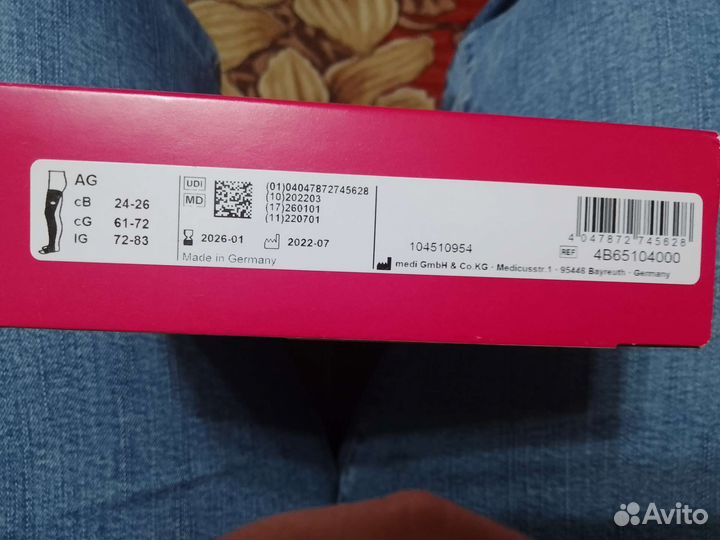 AG
cB 24-26
cG 61-72
lG 72-83
UDI
MD
(01)04047872745628
(10)202203
(17)260101
(11)220701
2026-01 2022-07
Made in Germany
104510954
medi GmbH & Co.KG · Medicusstr.1 · 95448 Bayreuth · Germany
4 047872 745628
REF 4B65104000
Avito